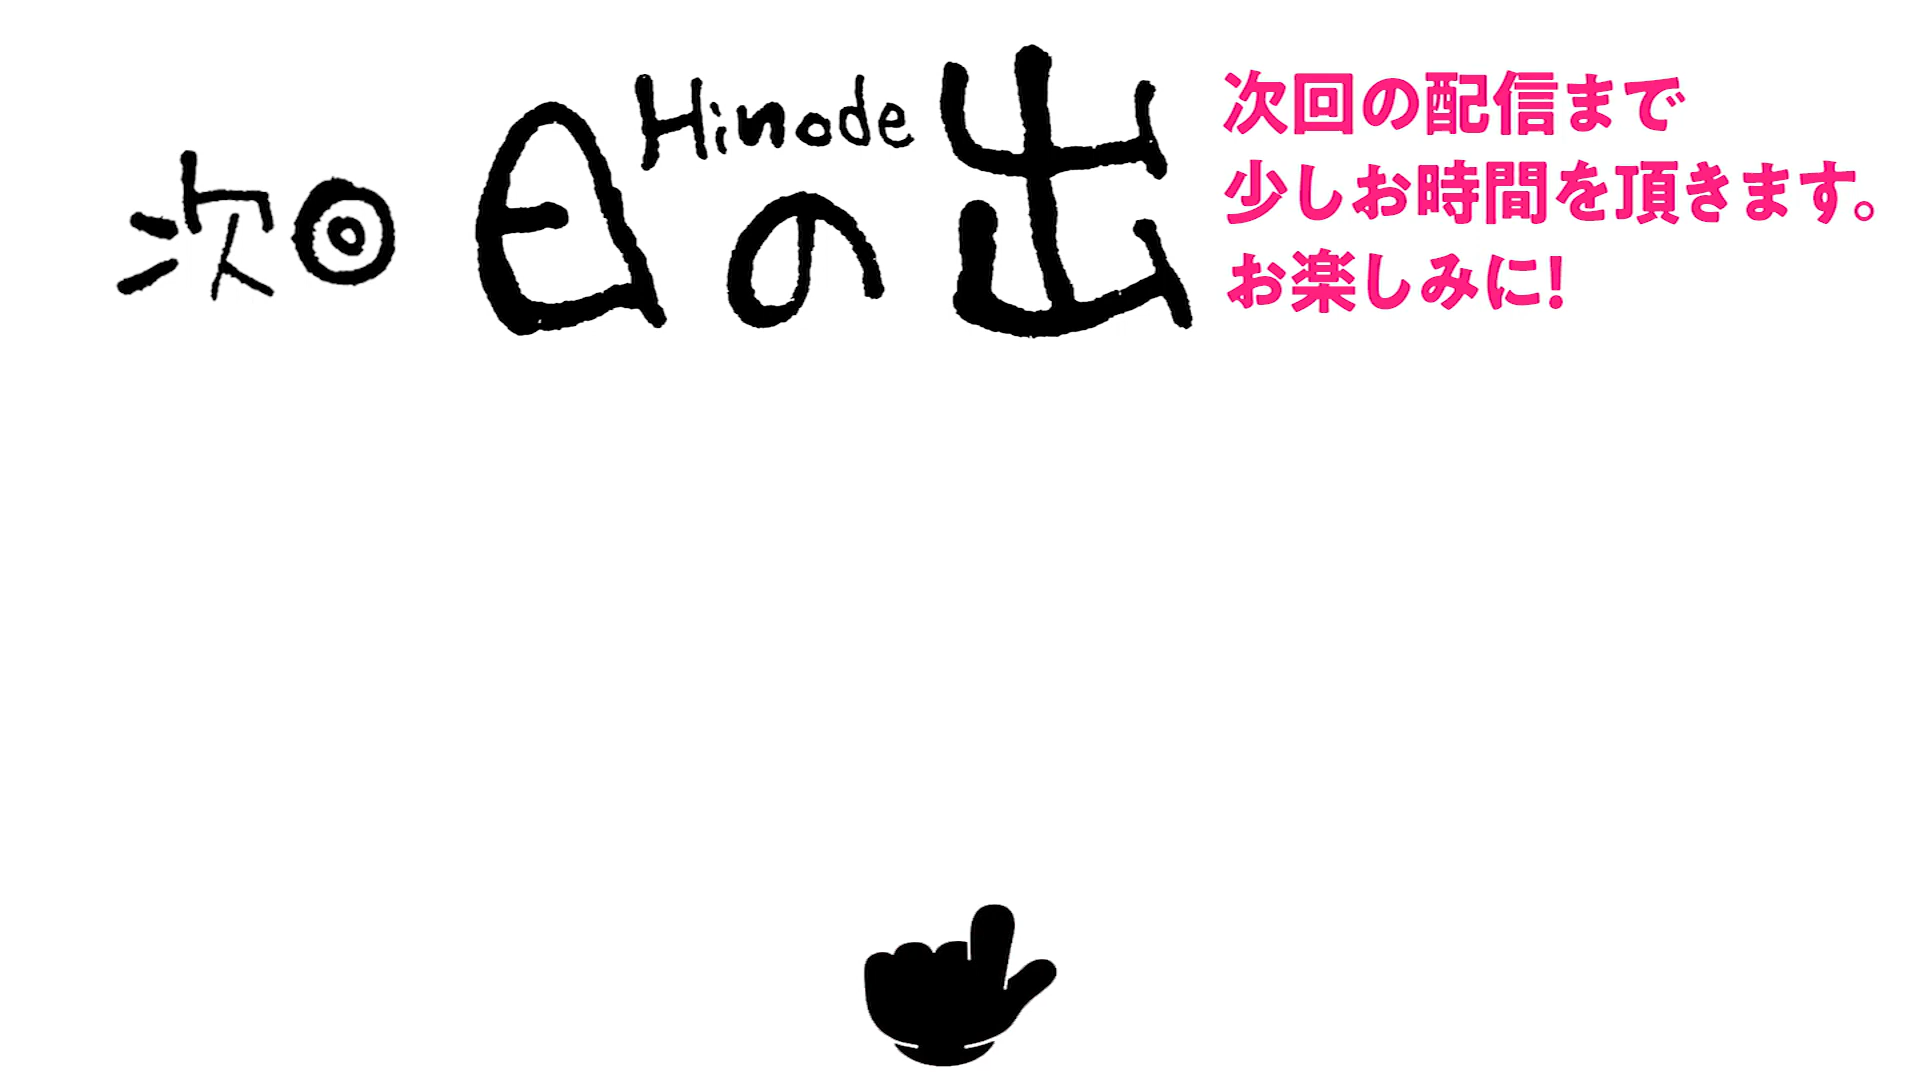 次回
日の出
Hinode
次回の配信まで
少しお時間を頂きます。
お楽しみに!